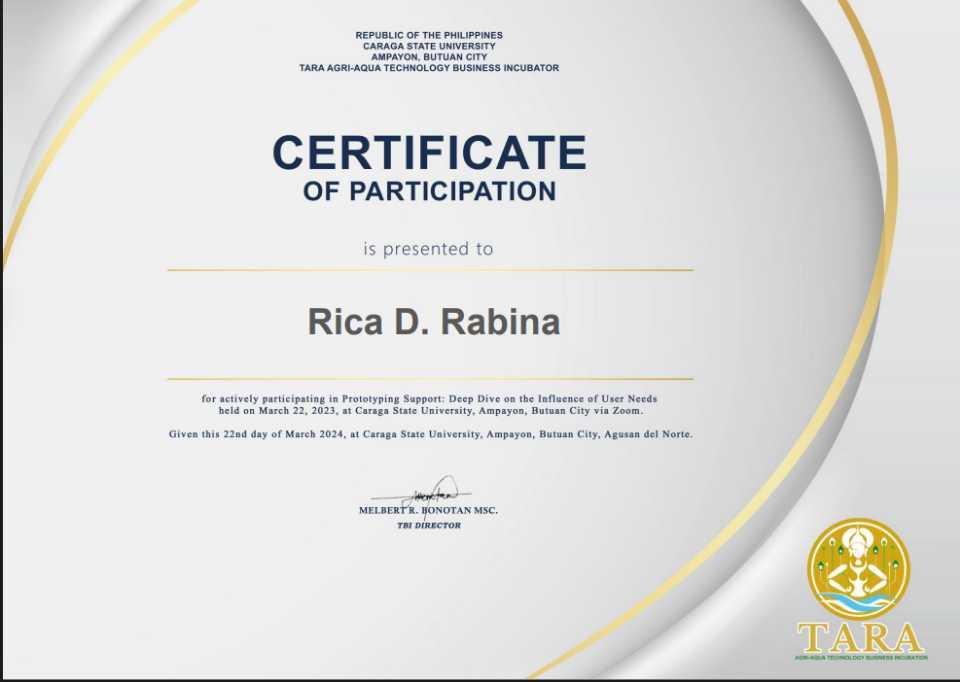 REPUBLIC OF THE PHILIPPINES
CARAGA STATE UNIVERSITY
AMPAYON, BUTUAN CITY
TARA AGRI-AQUA TECHNOLOGY BUSINESS INCUBATOR
CERTIFICATE
OF PARTICIPATION
is presented to
Rica D. Rabina
for actively participating in Prototyping Support: Deep Dive on the Influence of User Needs
held on March 22, 2023, at Caraga State University, Ampayon, Butuan City via Zoom.
Given this 22nd day of March 2024, at Caraga State University, Ampayon, Butuan City, Agusan del Norte.
MELBERT R. BONOTAN MSC.
TBI DIRECTOR
TARA
AGRI-AQUA TECHNOLOGY BUSINESS INCUBATION